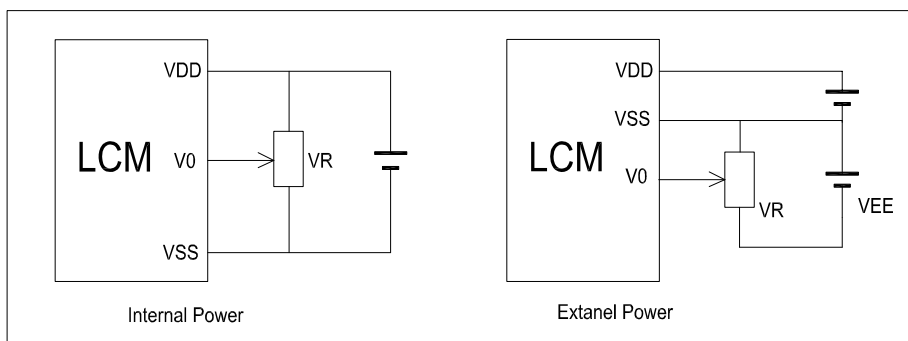 VDD
LCM
V0
VR
VSS
Internal Power
VDD
VSS
LCM
V0
VR
VEE
Extanel Power